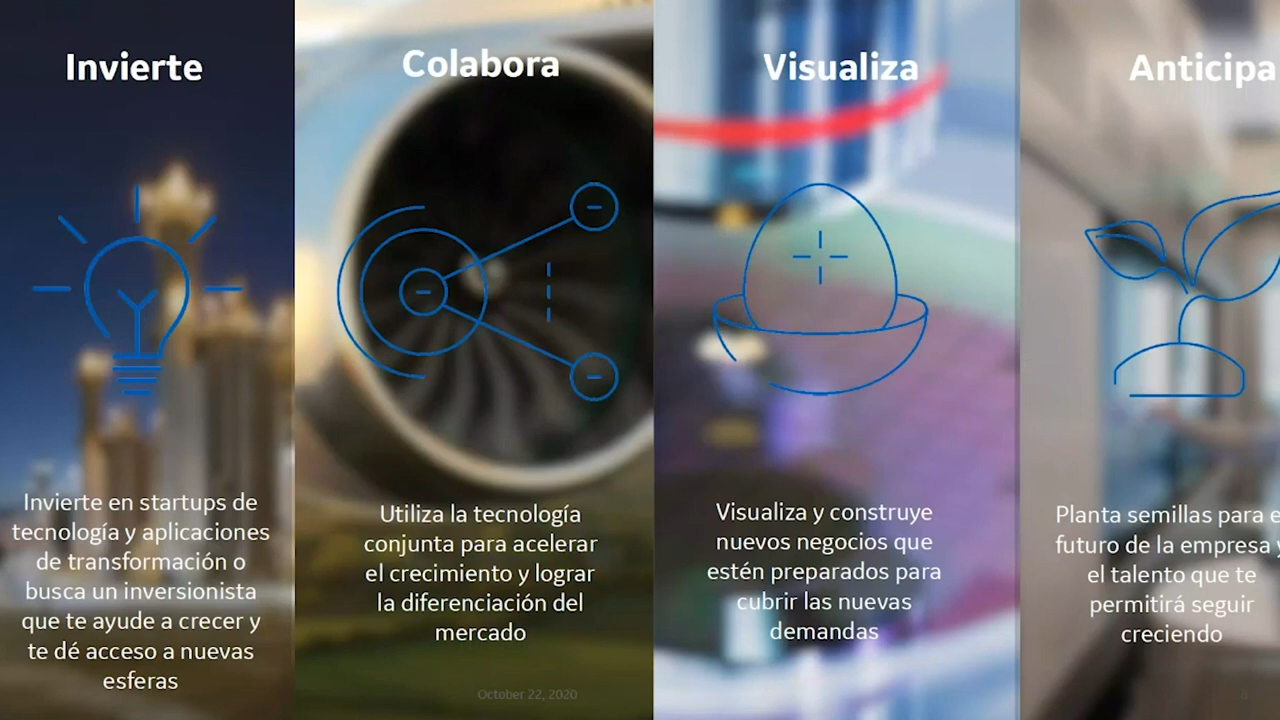 Invierte
Invierte en startups de
tecnología y aplicaciones
de transformación o
busca un inversionista
que te ayude a crecer y
te dé acceso a nuevas
esferas
Colabora
Utiliza la tecnología
conjunta para acelerar
el crecimiento y lograr
la diferenciación del
mercado
Visualiza
Visualiza y construye
nuevos negocios que
estén preparados para
cubrir las nuevas
demandas
Anticipa
Planta semillas para e
futuro de la empresa y
el talento que te
permitirá seguir
creciendo
October 22, 2020